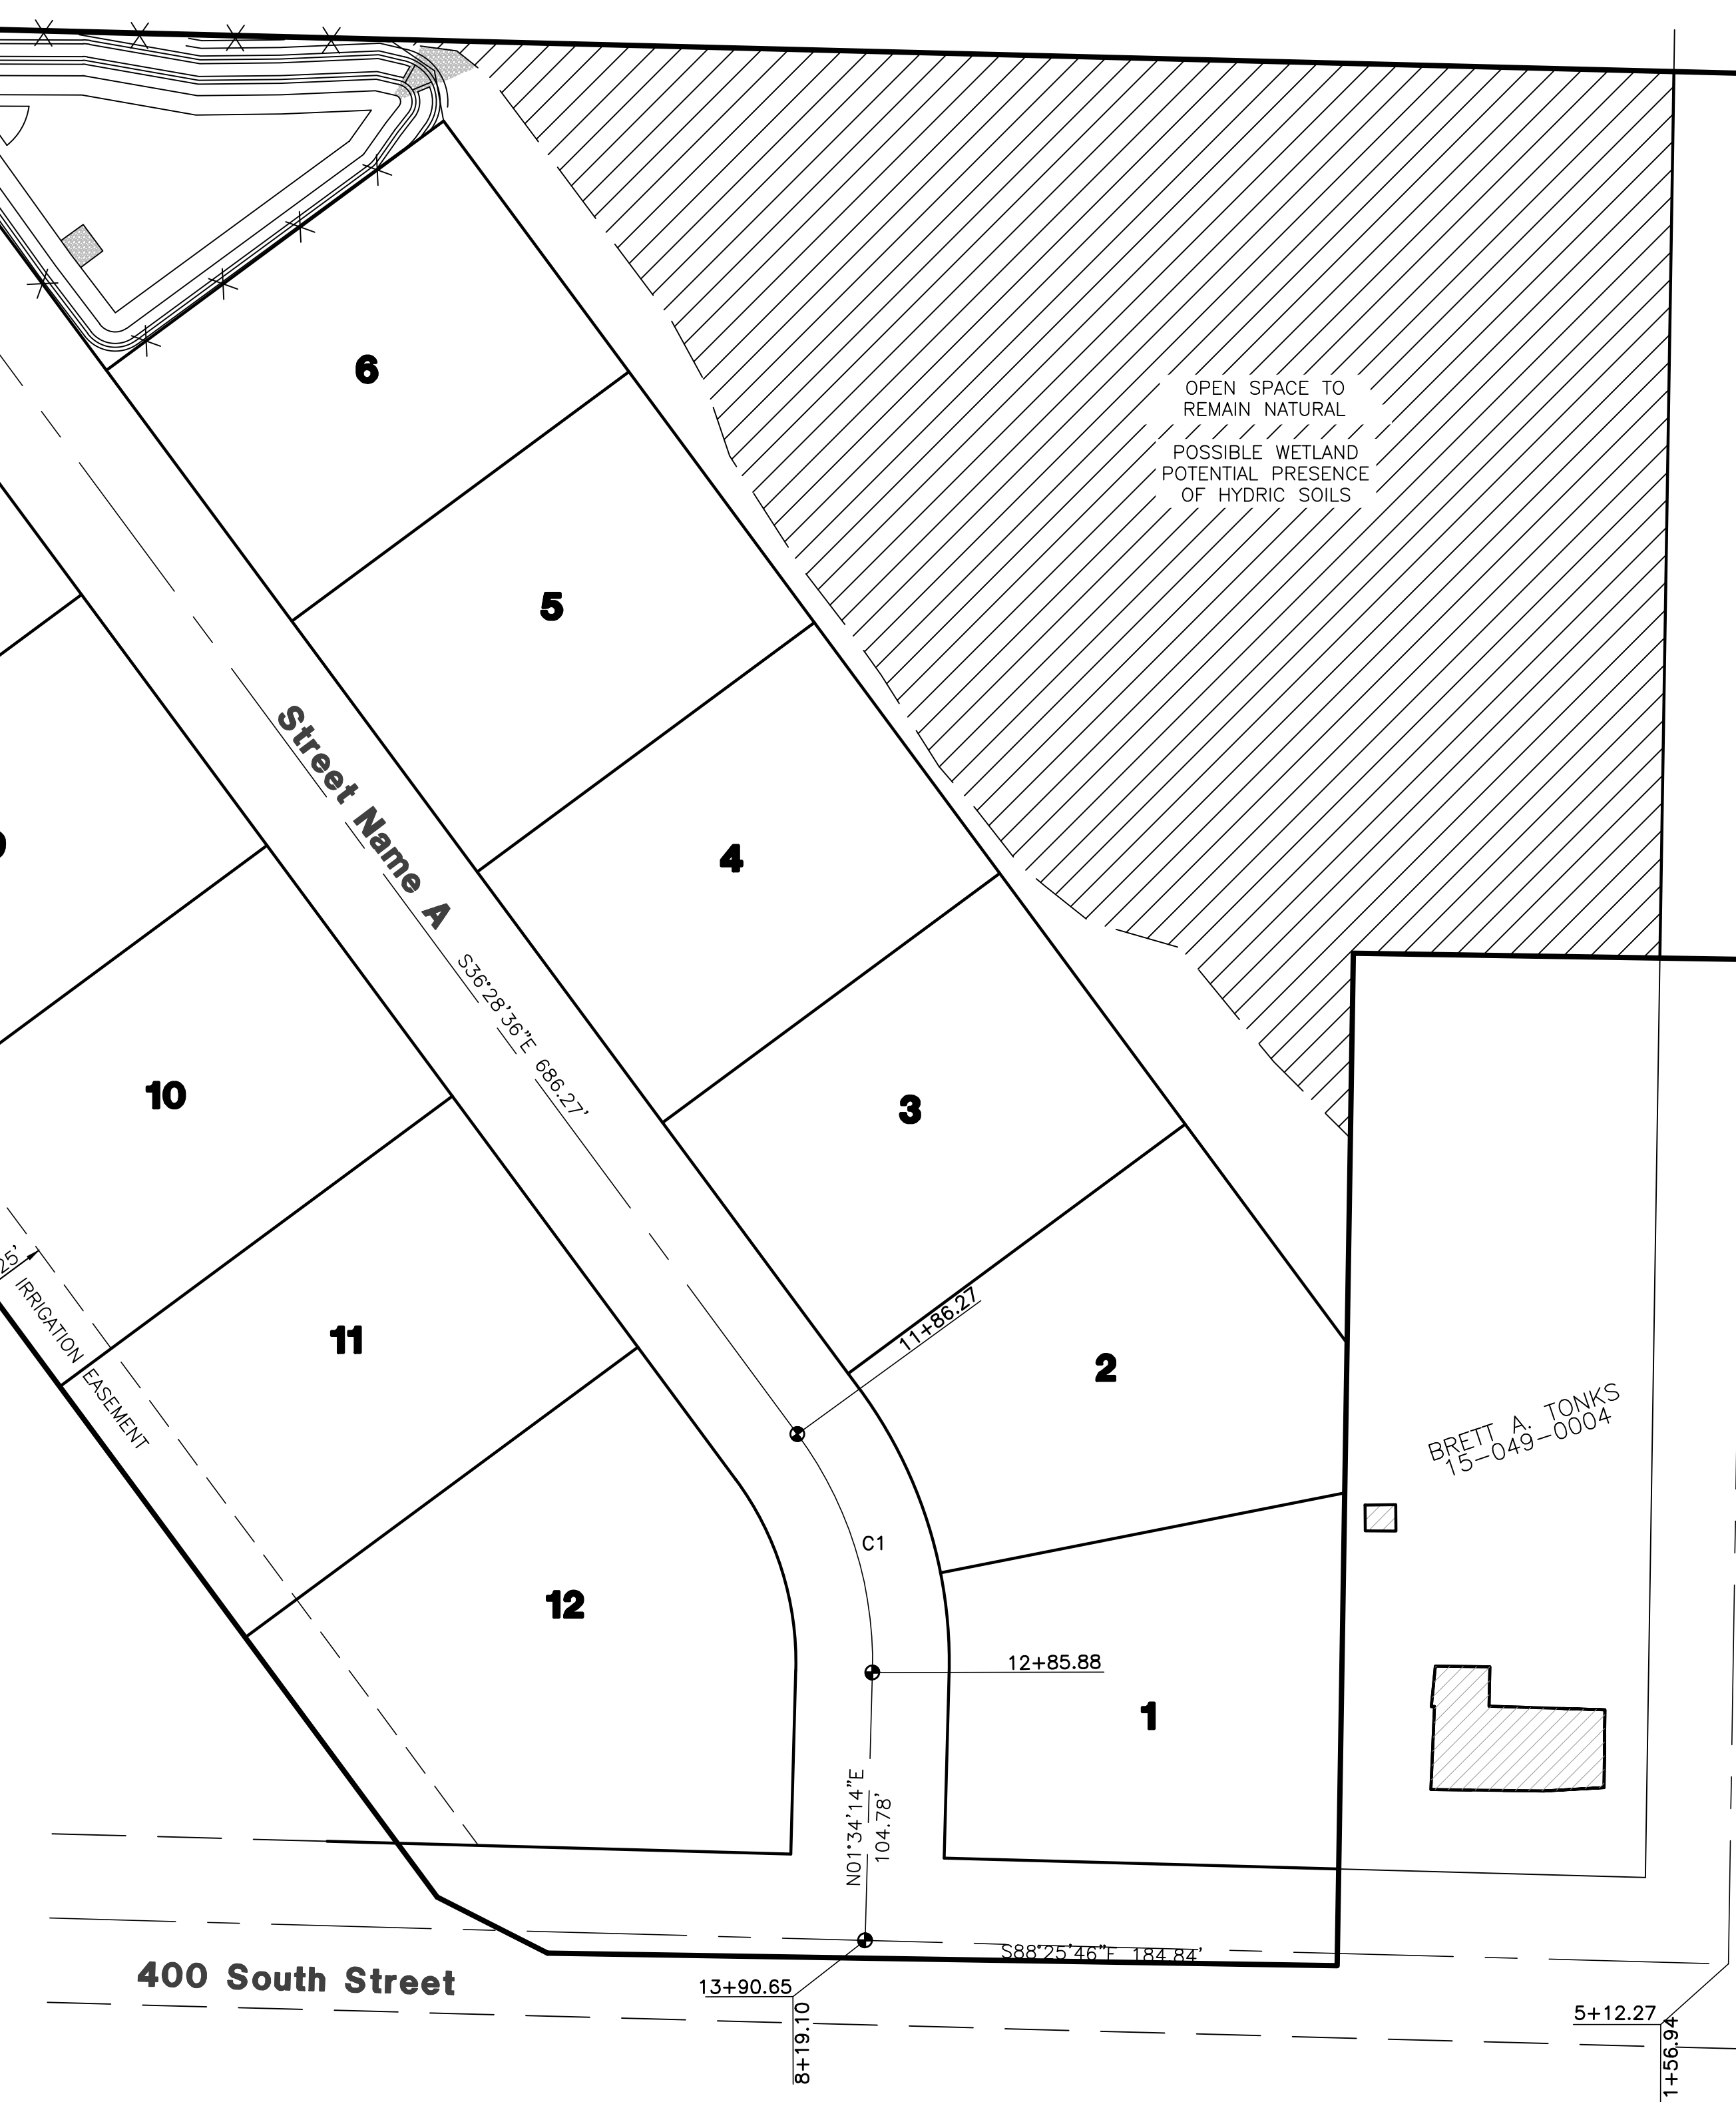 6
OPEN SPACE TO
REMAIN NATURAL
POSSIBLE WETLAND
POTENTIAL PRESENCE
OF HYDRIC SOILS
5
Street Name A
4
S36°28'36"E 686.27'
10
3
25'
IRRIGATION EASEMENT
11
11+86.27
2
BRETT A. TONKS
15-049-0004
C1
12
12+85.88
1
N01°34'14"E
104.78'
S88°25'46"E 184.84'
400 South Street
13+90.65
8+19.10
5+12.27
1+56.94